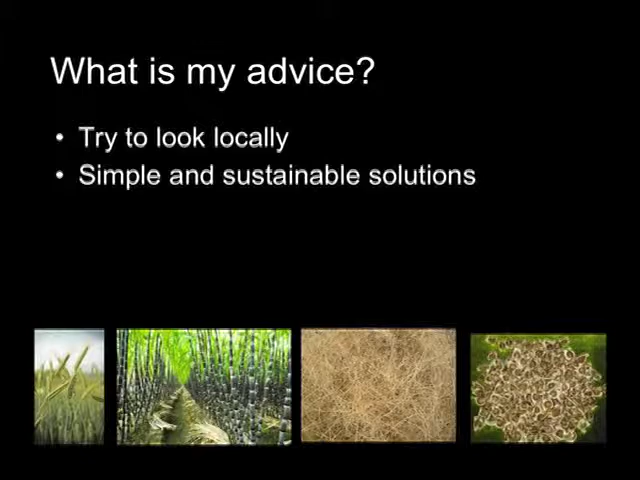 What is my advice?
• Try to look locally
• Simple and sustainable solutions